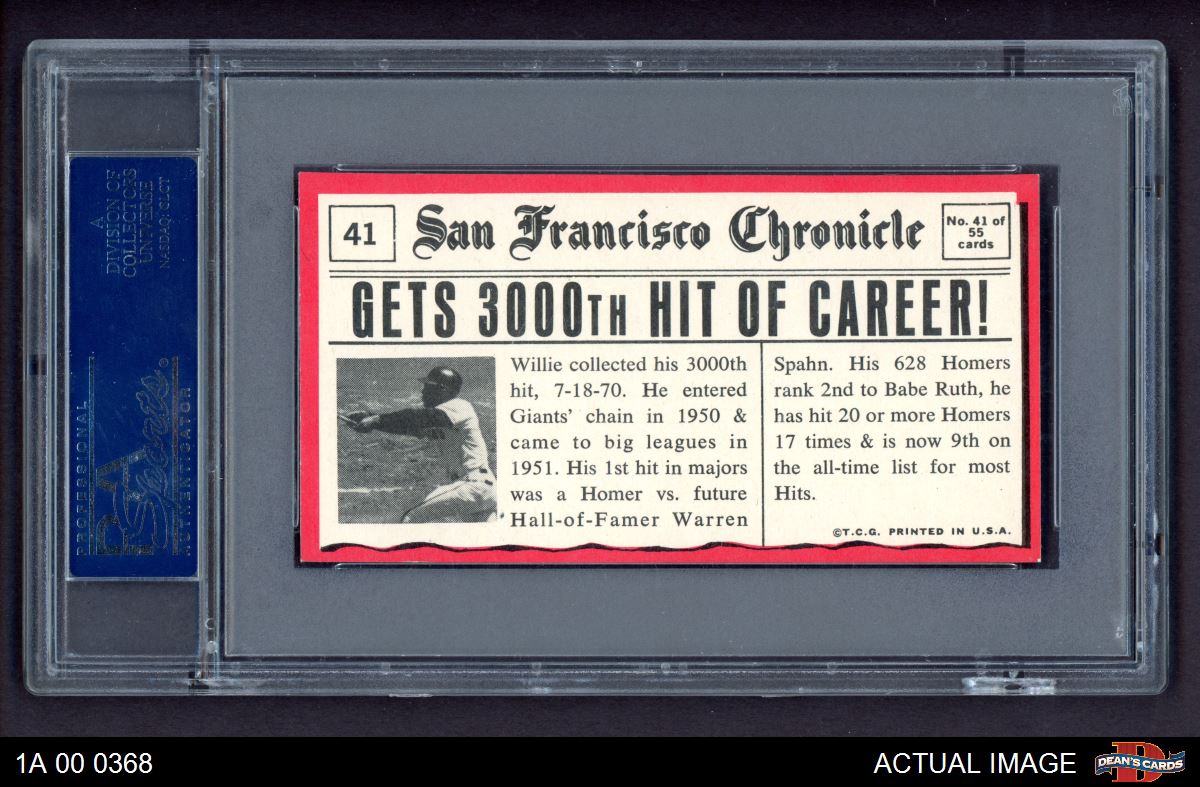 A
DIVISION OF
COLLECTORS
UNIVERSE
NASDAQ: CLCT
PROFESSIONAL
PSA
Sports
AUTHENTICATOR
41
San Francisco Chronicle
No. 41 of
55
cards
GETS 3000TH HIT OF CAREER!
Willie collected his 3000th
hit, 7-18-70. He entered
Giants' chain in 1950 &
came to big leagues in
1951. His 1st hit in majors
was a Homer vs. future
Hall-of-Famer Warren
Spahn. His 628 Homers
rank 2nd to Babe Ruth, he
has hit 20 or more Homers
17 times & is now 9th on
the all-time list for most
Hits.
©T.C.G. PRINTED IN U.S.A.
1A 00 0368
ACTUAL IMAGE
D
DEAN'S CARDS